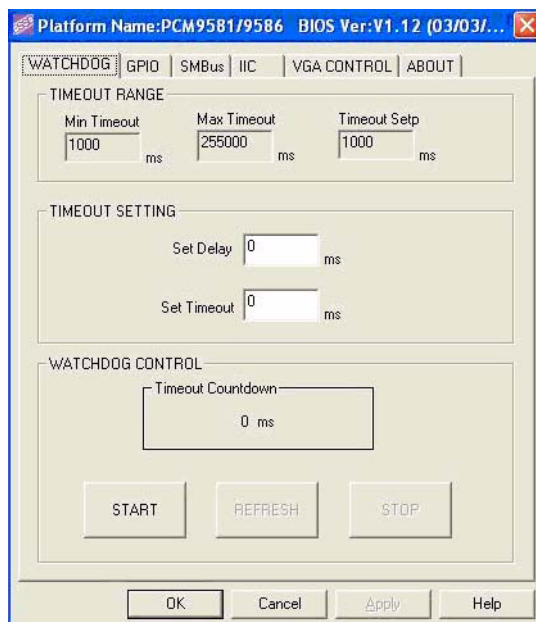 Platform Name:PCM9581/9586 BIOS Ver:V1.12 (03/03/...
WATCHDOG GPIO SMBus IIC VGA CONTROL ABOUT
TIMEOUT RANGE
Min Timeout Max Timeout Timeout Setp
1000 ms 255000 ms 1000 ms
TIMEOUT SETTING
Set Delay 0 ms
Set Timeout 0 ms
WATCHDOG CONTROL
Timeout Countdown
0 ms
START REFRESH STOP
OK Cancel Apply Help